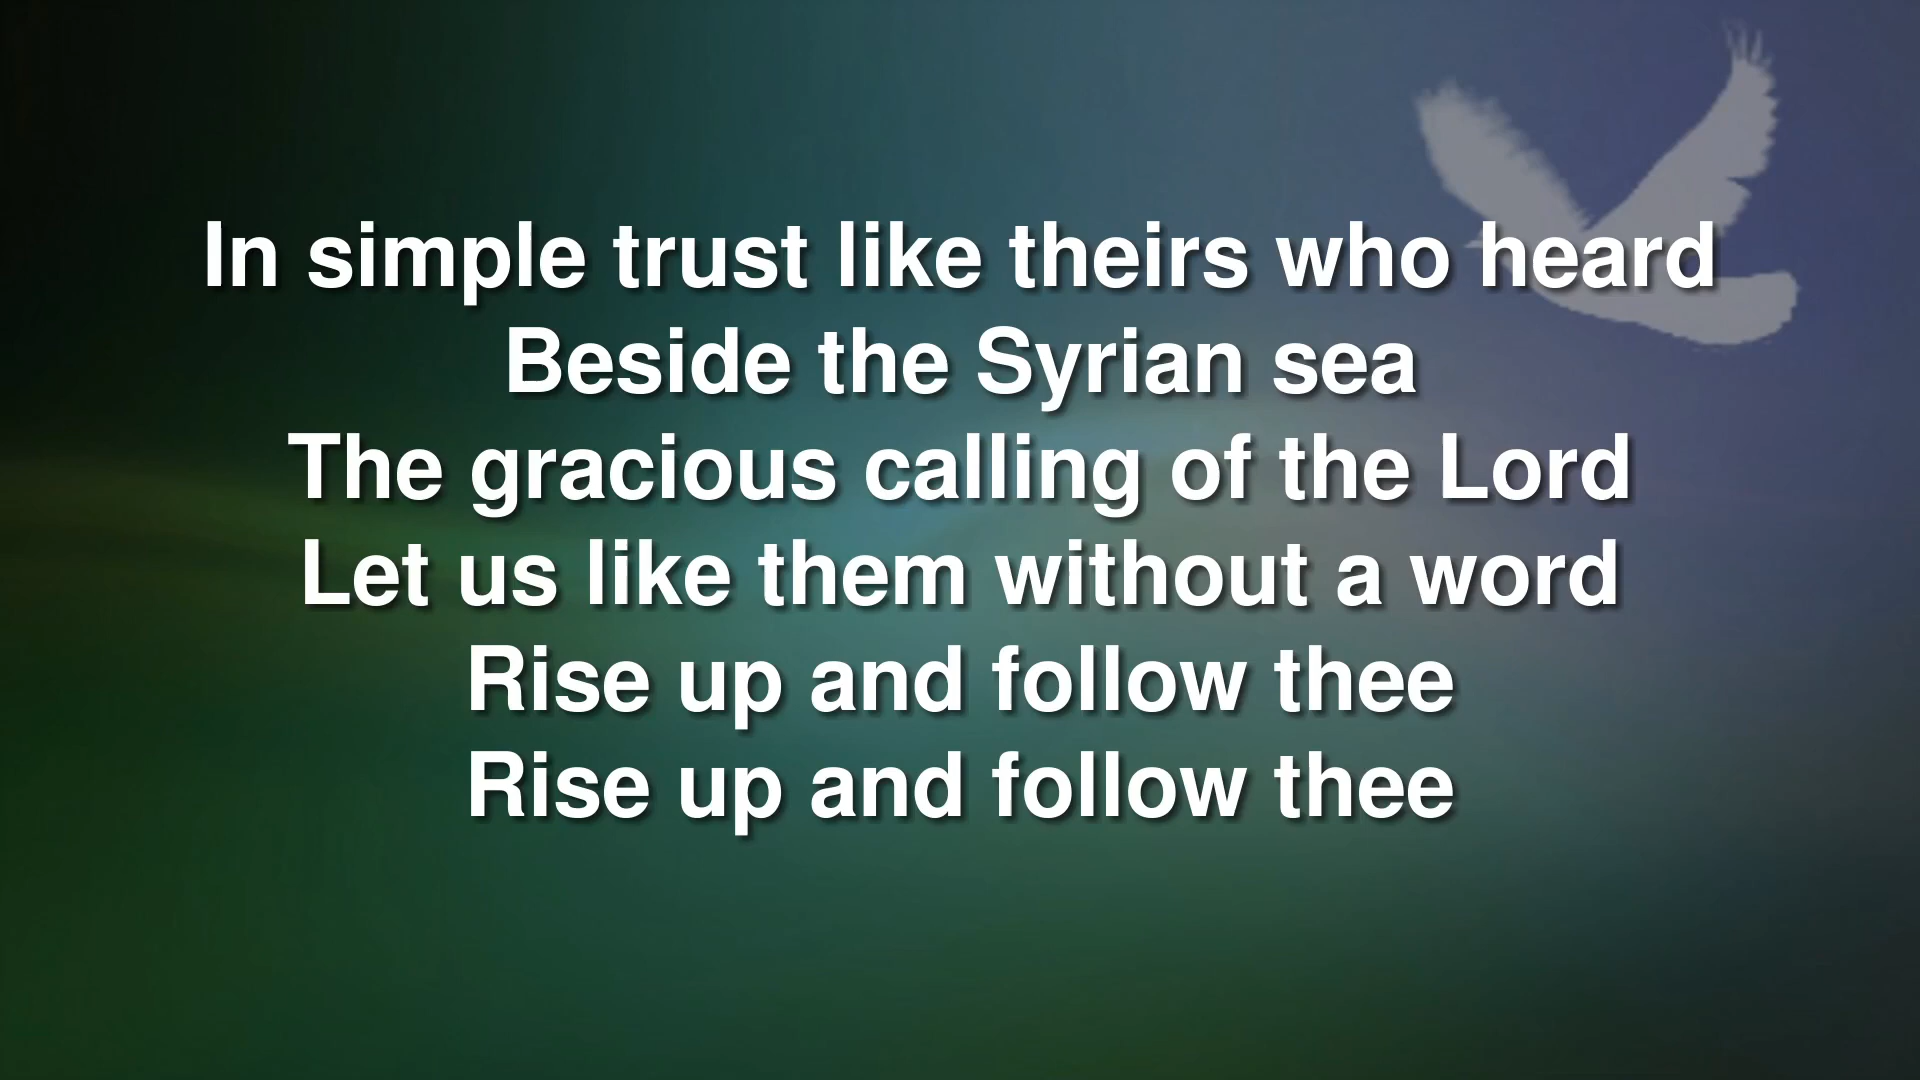 In simple trust like theirs who heard
Beside the Syrian sea
The gracious calling of the Lord
Let us like them without a word
Rise up and follow thee
Rise up and follow thee